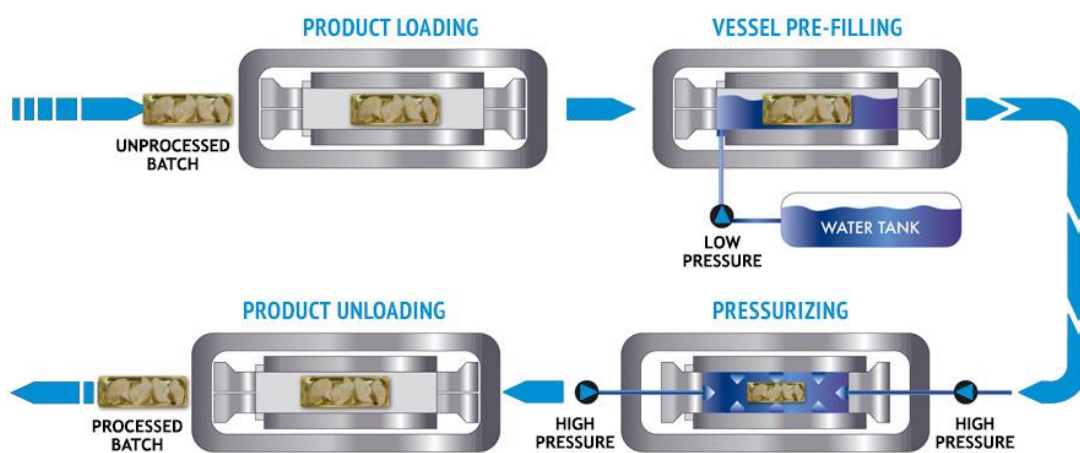 PRODUCT LOADING
VESSEL PRE-FILLING
UNPROCESSED
BATCH
WATER TANK
LOW
PRESSURE
PRODUCT UNLOADING
PRESSURIZING
PROCESSED
BATCH
HIGH
PRESSURE
HIGH
PRESSURE